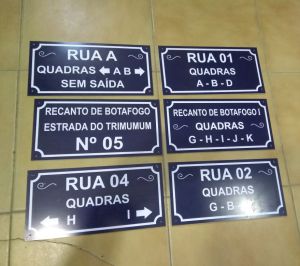 RUA A
QUADRAS ⬅ A B ➡
SEM SAÍDA
RUA 01
QUADRAS
A - B - D
RECANTO DE BOTAFOGO
ESTRADA DO TRIMUMUM
Nº 05
RECANTO DE BOTAFOGO I
QUADRAS
G - H - I - J - K
RUA 04
QUADRAS
⬅ H I ➡
RUA 02
QUADRAS
G - B